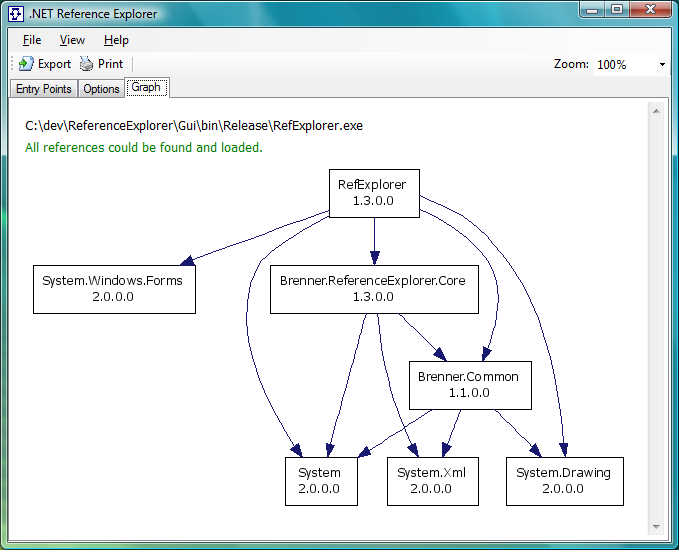 .NET Reference Explorer
File View Help
Export Print Zoom: 100%
Entry Points Options Graph
C:\dev\ReferenceExplorer\Gui\bin\Release\RefExplorer.exe
All references could be found and loaded.
RefExplorer
1.3.0.0
System.Windows.Forms
2.0.0.0
Brenner.ReferenceExplorer.Core
1.3.0.0
Brenner.Common
1.1.0.0
System
2.0.0.0
System.Xml
2.0.0.0
System.Drawing
2.0.0.0